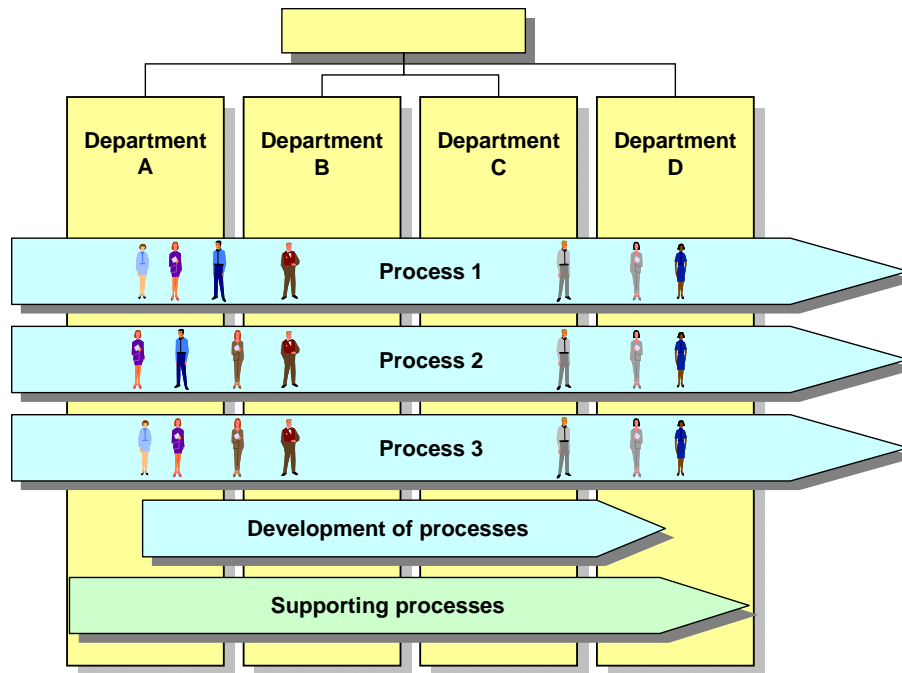 Department
A
Department
B
Department
C
Department
D
Process 1
Process 2
Process 3
Development of processes
Supporting processes